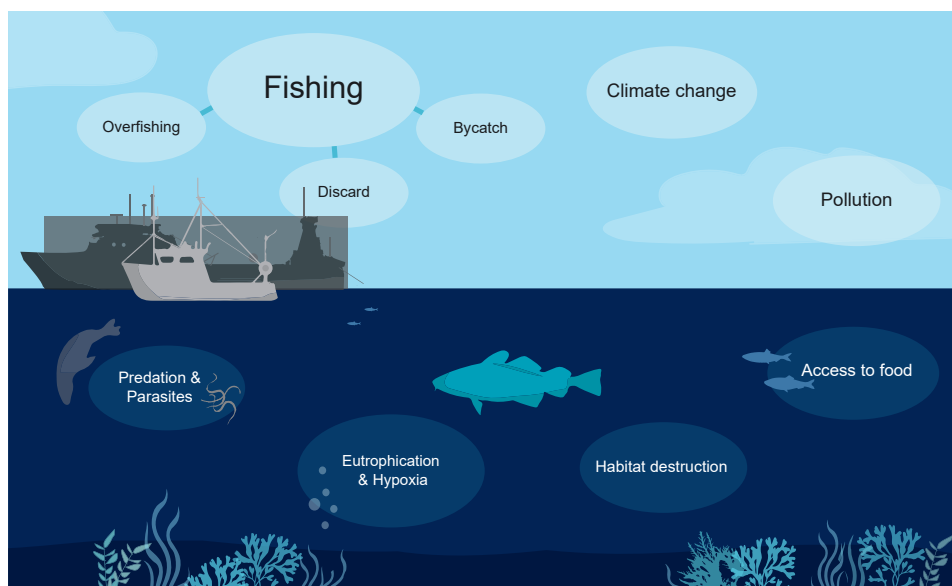 Fishing
Climate change
Overfishing
Bycatch
Discard
Pollution
Predation &
Parasites
Access to food
Eutrophication
& Hypoxia
Habitat destruction